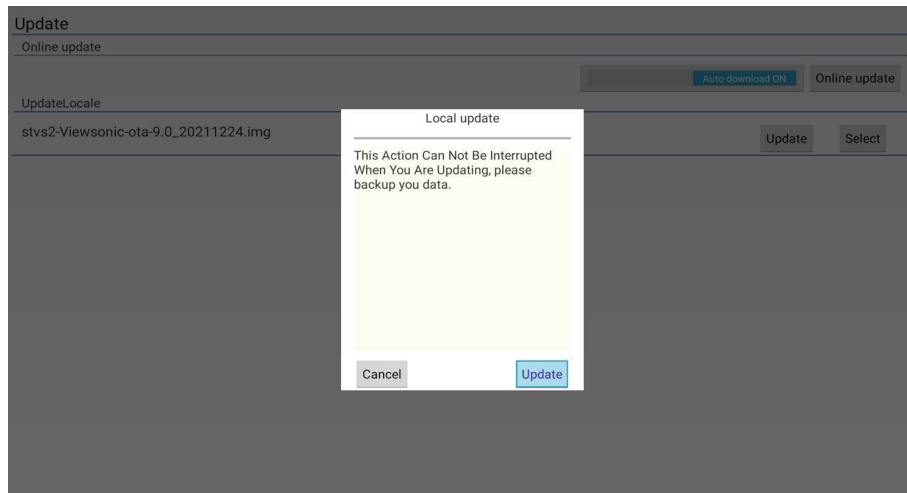 Update
Online update
Auto download ON
Online update
UpdateLocale
stvs2-Viewsonic-ota-9.0_20211224.img
Update
Select
Local update
This Action Can Not Be Interrupted
When You Are Updating, please
backup you data.
Cancel
Update